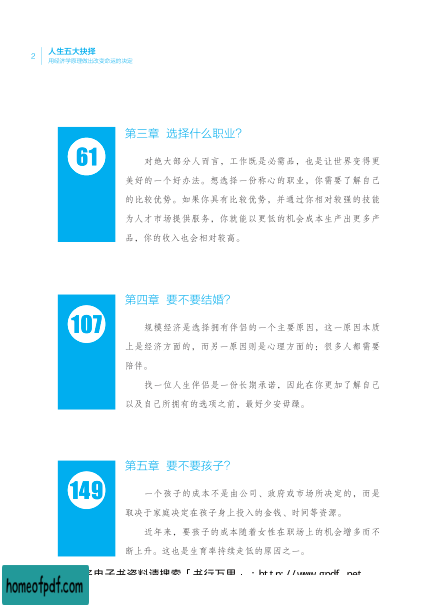 2
人生五大抉择
用经济学原理做出改变命运的决定
61
第三章 选择什么职业?
对绝大部分人而言，工作既是必需品，也是让世界变得更
美好的一个好办法。想选择一份称心的职业，你需要了解自己
的比较优势。如果你具有比较优势，并通过你相对较强的技能
为人才市场提供服务，你就能以更低的机会成本生产出更多产
品，你的收入也会相对较高。
107
第四章 要不要结婚?
规模经济是选择拥有伴侣的一个主要原因，这一原因本质
上是经济方面的，而另一原因则是心理方面的：很多人都需要
陪伴。
找一位人生伴侣是一份长期承诺，因此在你更加了解自己
以及自己所拥有的选项之前，最好少安毋躁。
149
第五章 要不要孩子?
一个孩子的成本不是由公司、政府或市场所决定的，而是
取决于家庭决定在孩子身上投入的金钱、时间等资源。
近年来，要孩子的成本随着女性在职场上的机会增多而不
断上升。这也是生育率持续走低的原因之一。
电子书资料请搜索「书行万里」：http://www.gpdf.net
homeofpdf.com